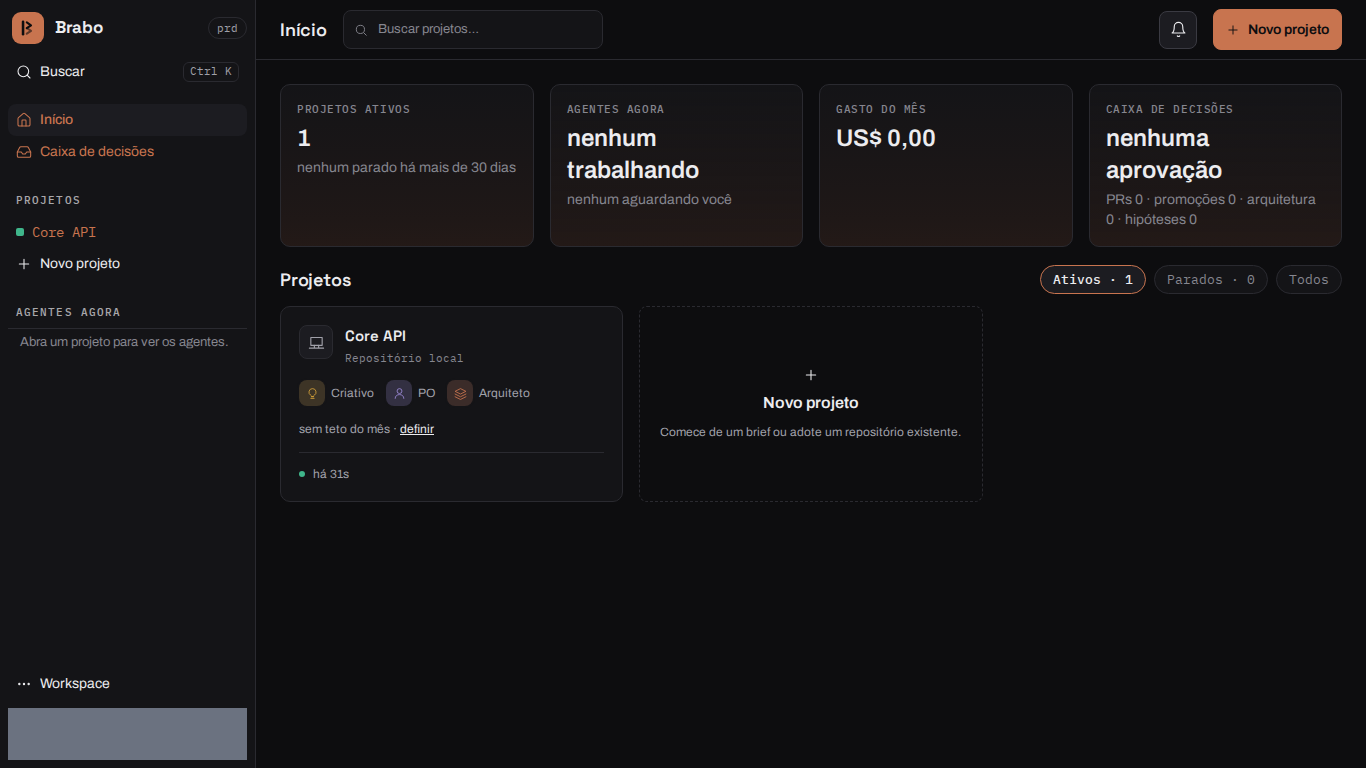 Brabo
prd
Buscar
Ctrl K
Início
Caixa de decisões
PROJETOS
Core API
Novo projeto
AGENTES AGORA
Abra um projeto para ver os agentes.
Workspace
Início
Buscar projetos...
Novo projeto
PROJETOS ATIVOS
1
nenhum parado há mais de 30 dias
AGENTES AGORA
nenhum
trabalhando
nenhum aguardando você
GASTO DO MÊS
US$ 0,00
CAIXA DE DECISÕES
nenhuma
aprovação
PRs 0 · promoções 0 · arquitetura
0 · hipóteses 0
Projetos
Ativos · 1
Parados · 0
Todos
Core API
Repositório local
Criativo
PO
Arquiteto
sem teto do mês · definir
há 31s
Novo projeto
Comece de um brief ou adote um repositório existente.